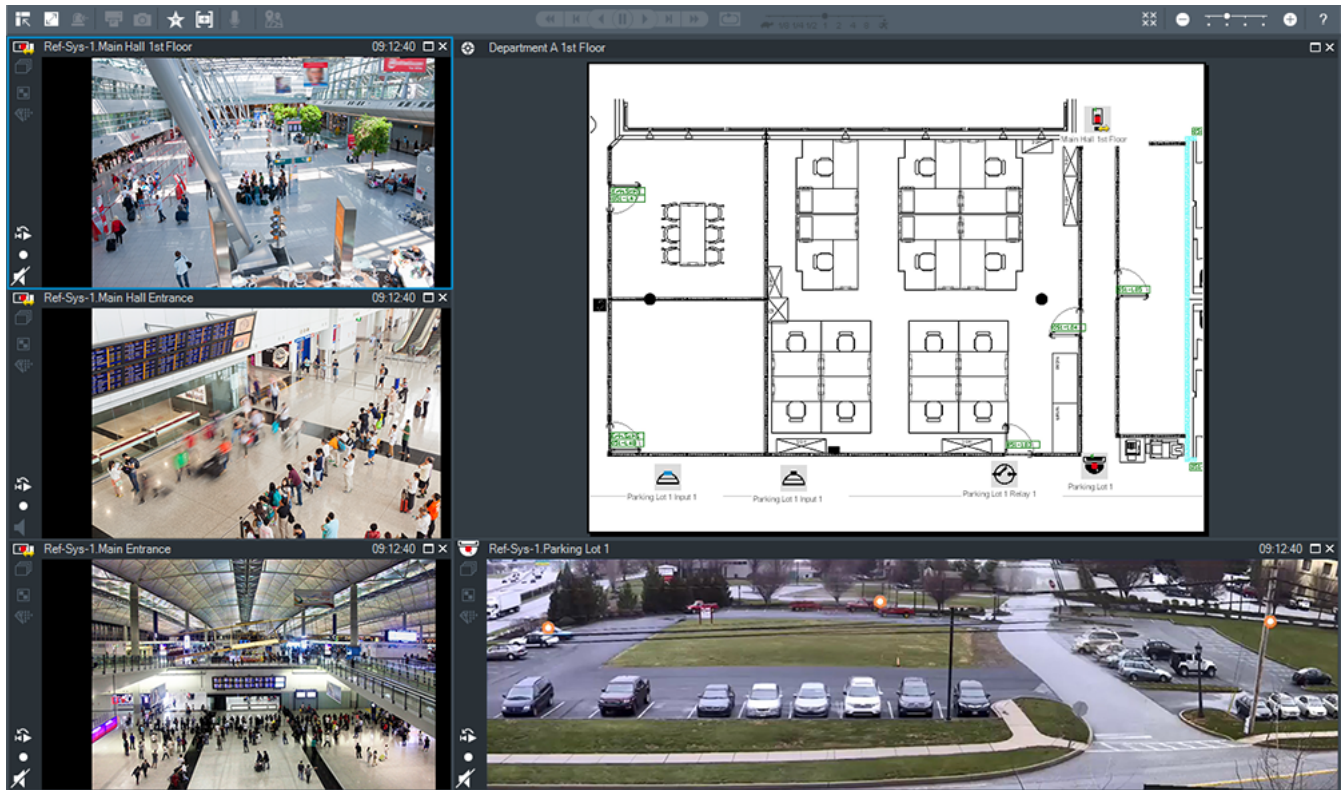 Ref-Sys-1.Main Hall 1st Floor 09:12:40
Department A 1st Floor
Main Hall 1st Floor
Ref-Sys-1.Main Hall Entrance 09:12:40
Parking Lot 1 Input 1
Parking Lot 1 Input 1
Parking Lot 1 Relay 1
Parking Lot 1
Ref-Sys-1.Main Entrance 09:12:40
Ref-Sys-1.Parking Lot 1 09:12:40